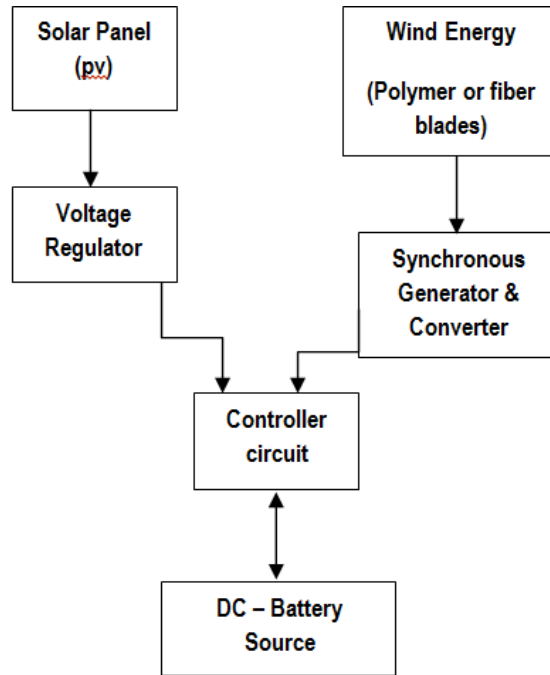 Solar Panel
(pv)
Wind Energy
(Polymer or fiber
blades)
Voltage
Regulator
Synchronous
Generator &
Converter
Controller
circuit
DC – Battery
Source